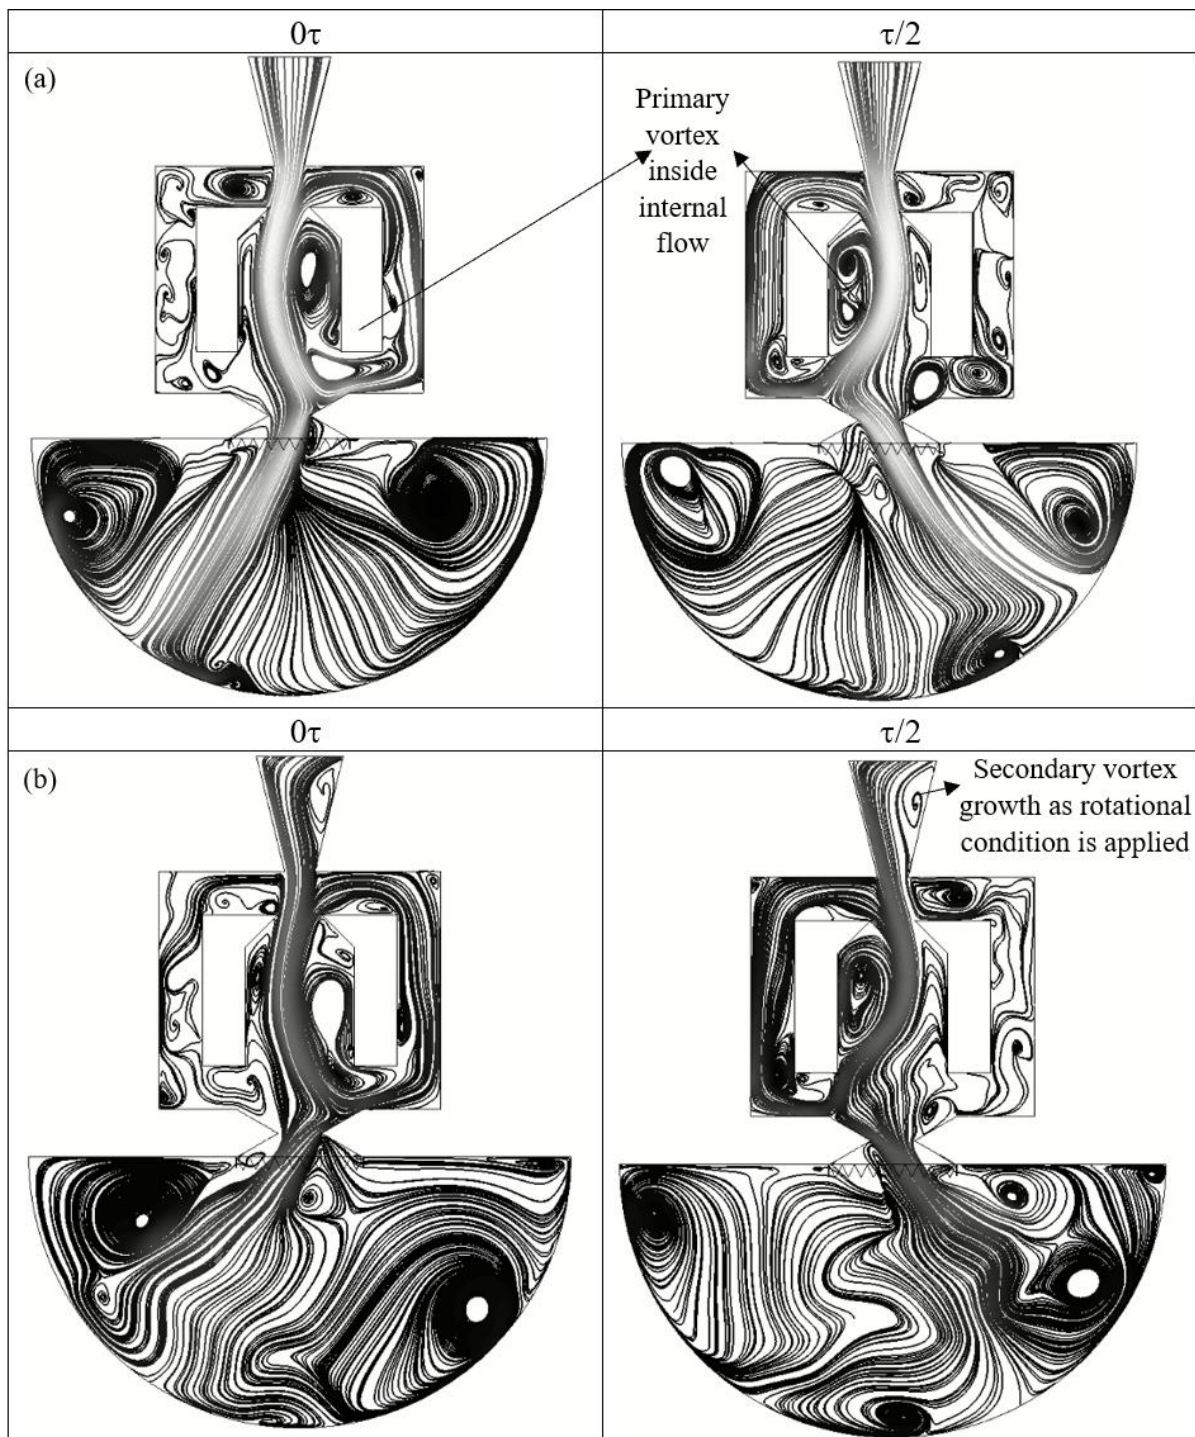 0τ
τ/2
(a)
Primary
vortex
inside
internal
flow
0τ
τ/2
(b)
Secondary vortex
growth as rotational
condition is applied